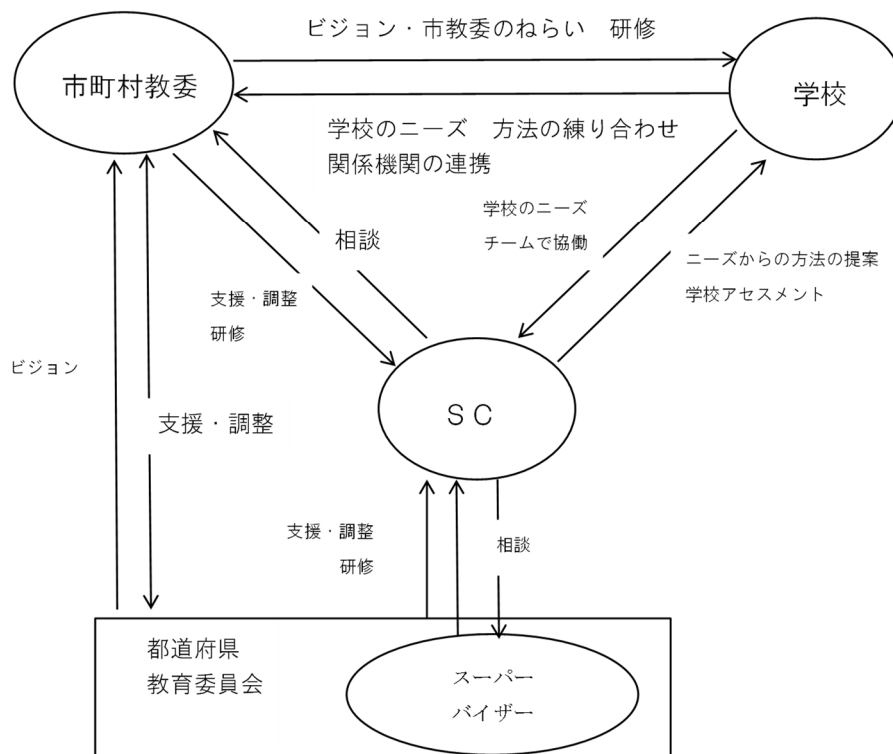 ビジョン・市教委のねらい　研修
市町村教委
学校
学校のニーズ　方法の練り合わせ
関係機関の連携
学校のニーズ
チームで協働
相談
ニーズからの方法の提案
学校アセスメント
支援・調整
研修
ビジョン
ＳＣ
支援・調整
支援・調整
研修
相談
都道府県
教育委員会
スーパー
バイザー